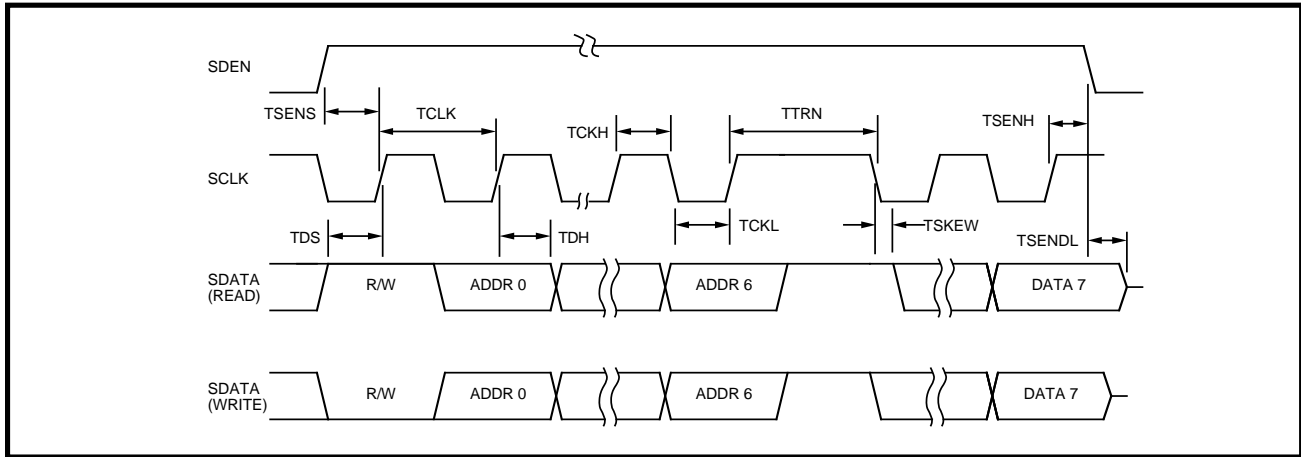 SDEN
TSENS
TCLK
TCKH
TTRN
TSENH
SCLK
TDS
TDH
TCKL
TSKEW
TSENDL
SDATA
(READ)
R/W
ADDR 0
ADDR 6
DATA 7
SDATA
(WRITE)
R/W
ADDR 0
ADDR 6
DATA 7